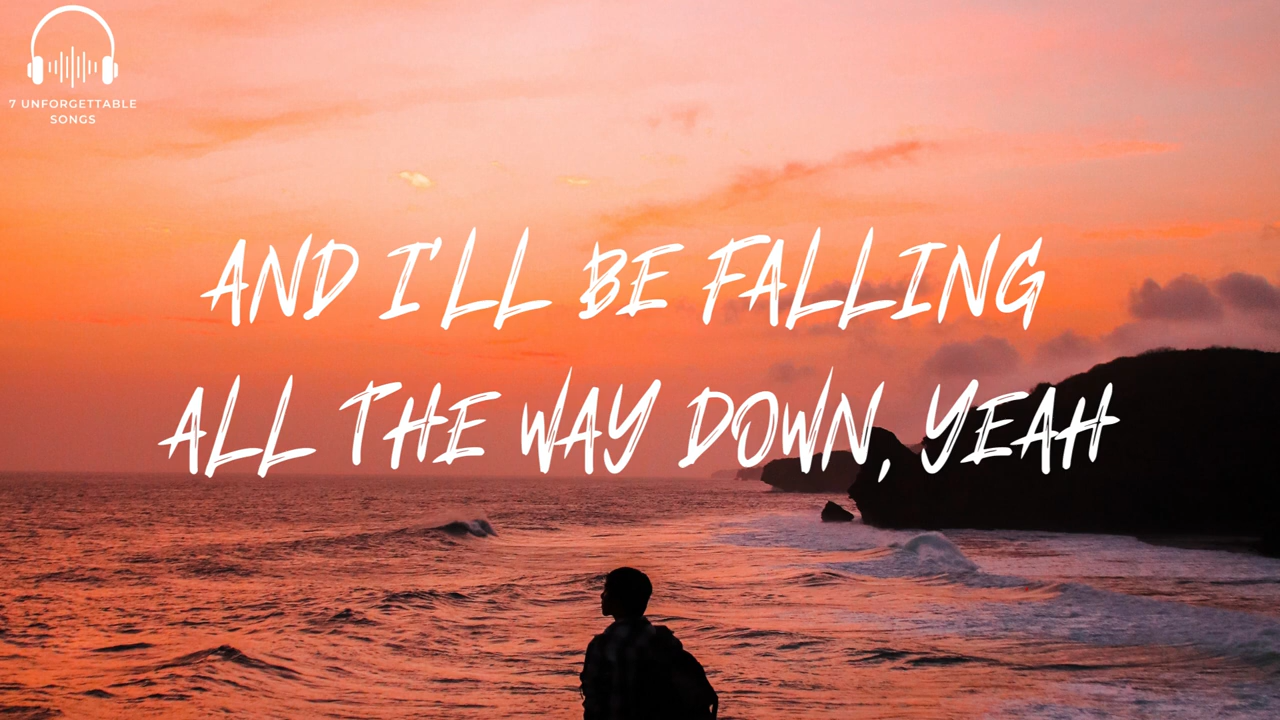 7 UNFORGETTABLE
SONGS
AND I'LL BE FALLING
ALL THE WAY DOWN, YEAH